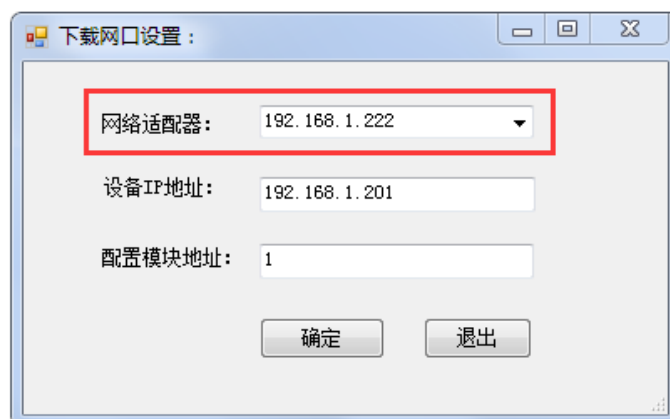 下载网口设置：
网络适配器： 192.168.1.222
设备IP地址： 192.168.1.201
配置模块地址： 1
确定 退出